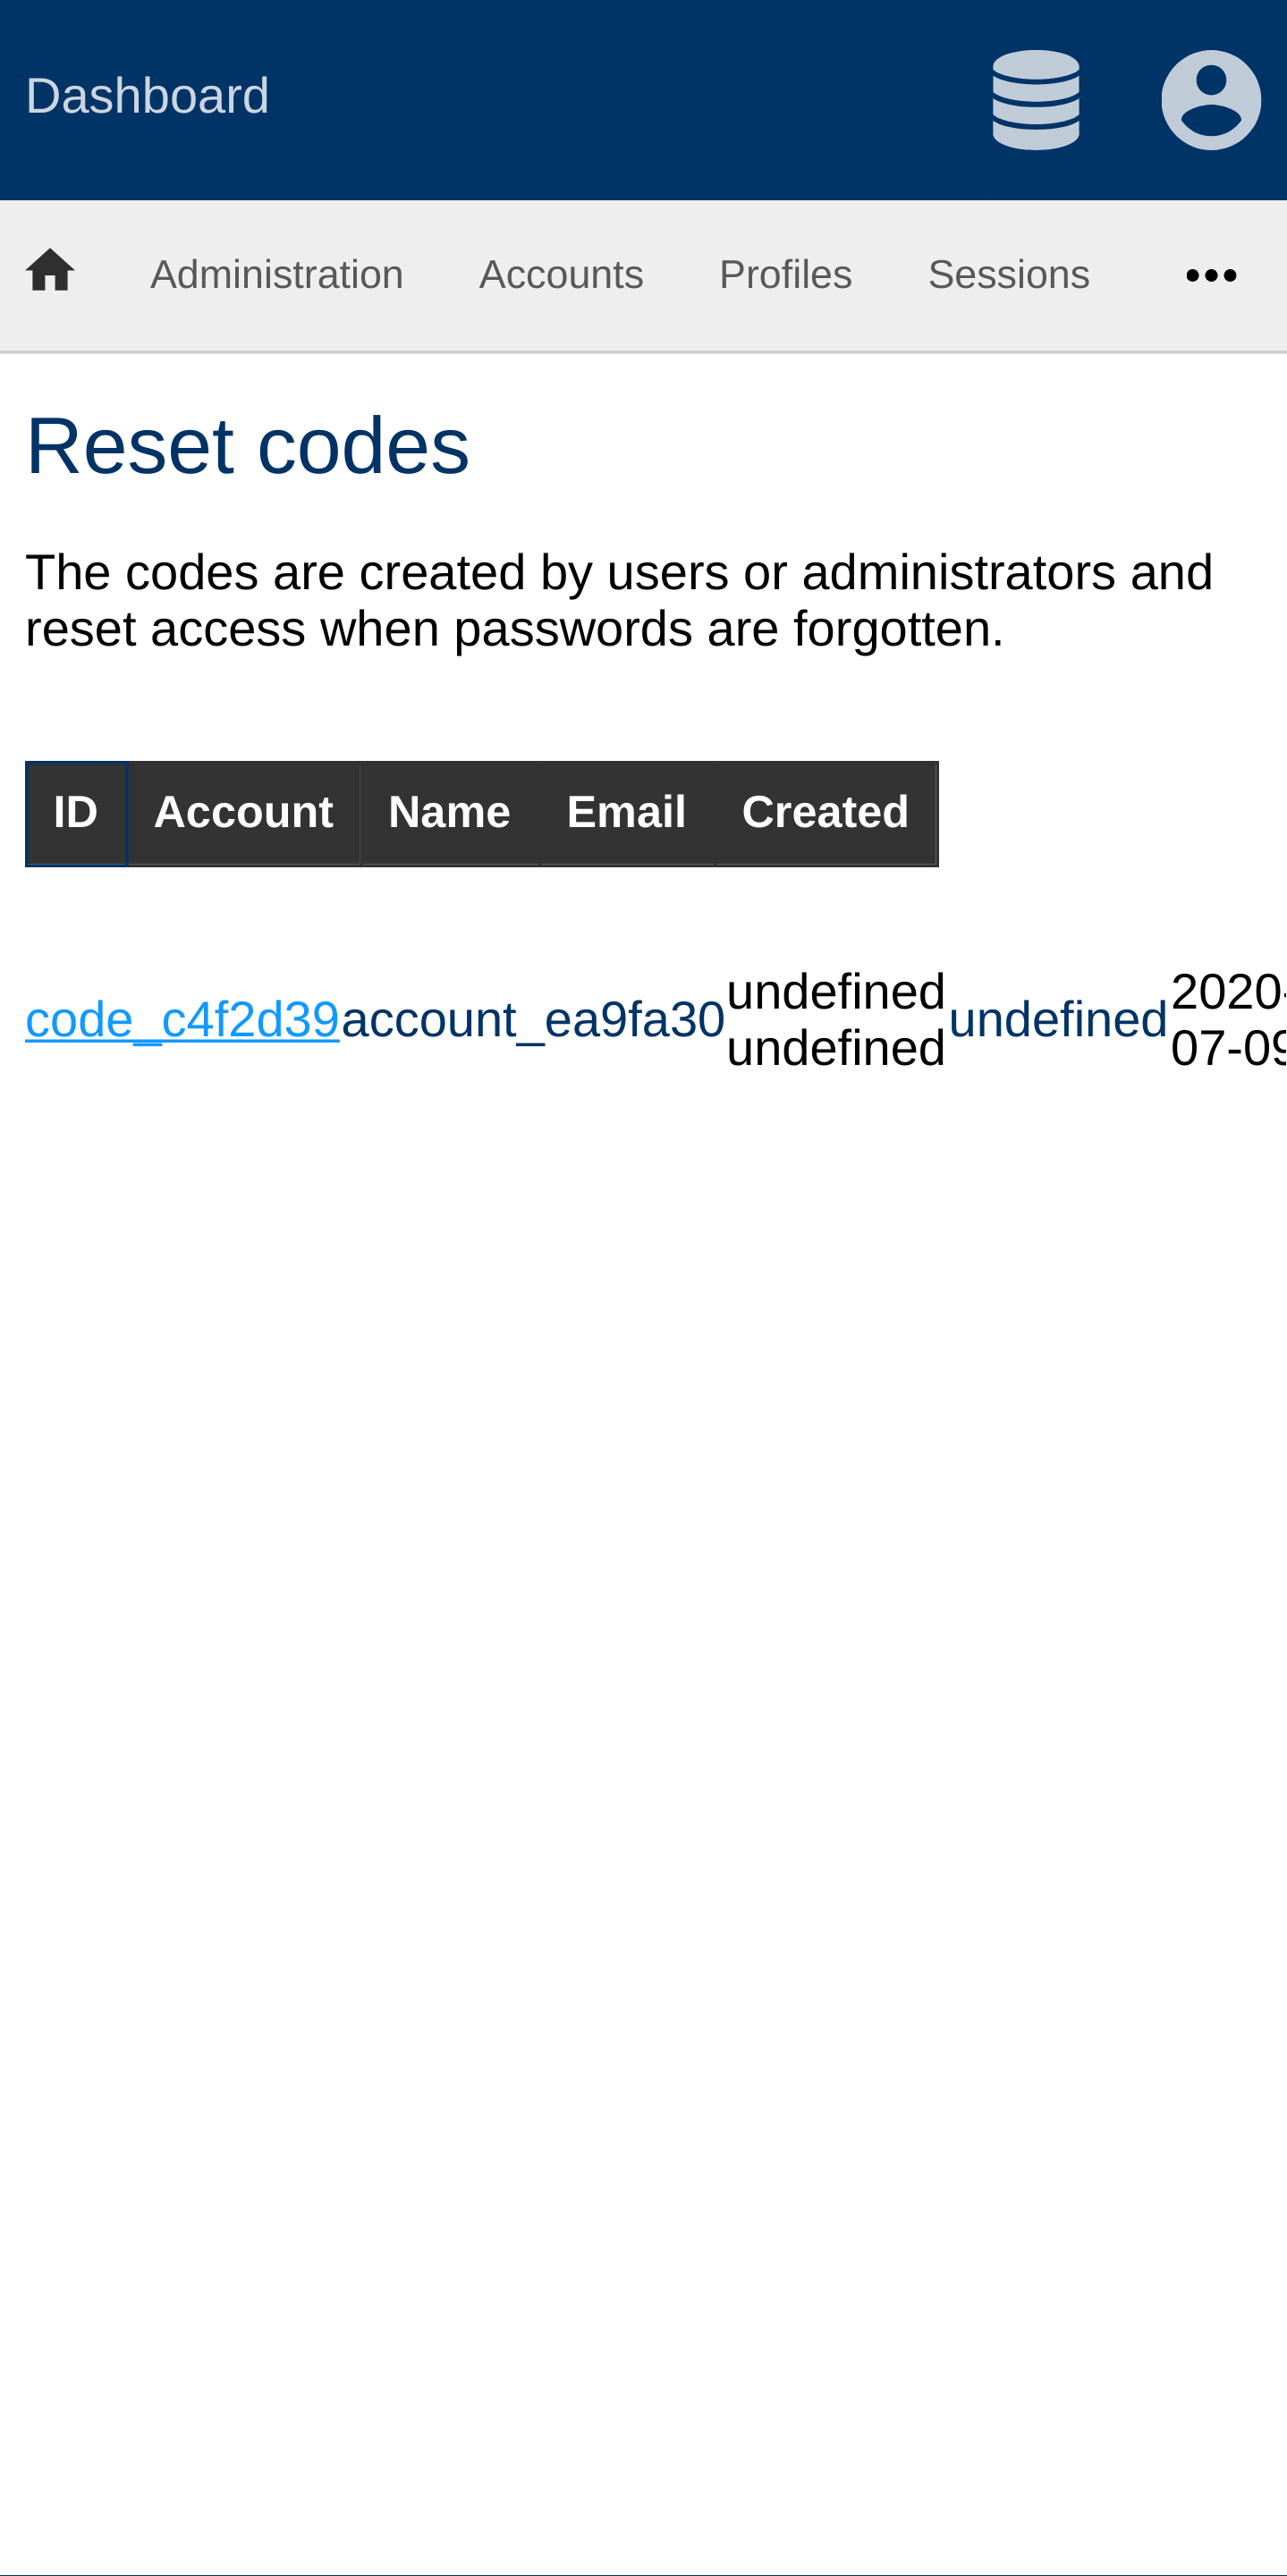 Dashboard
Administration Accounts Profiles Sessions
Reset codes
The codes are created by users or administrators and
reset access when passwords are forgotten.
ID Account Name Email Created
code_c4f2d39 account_ea9fa30 undefined undefined undefined 2020-07-09